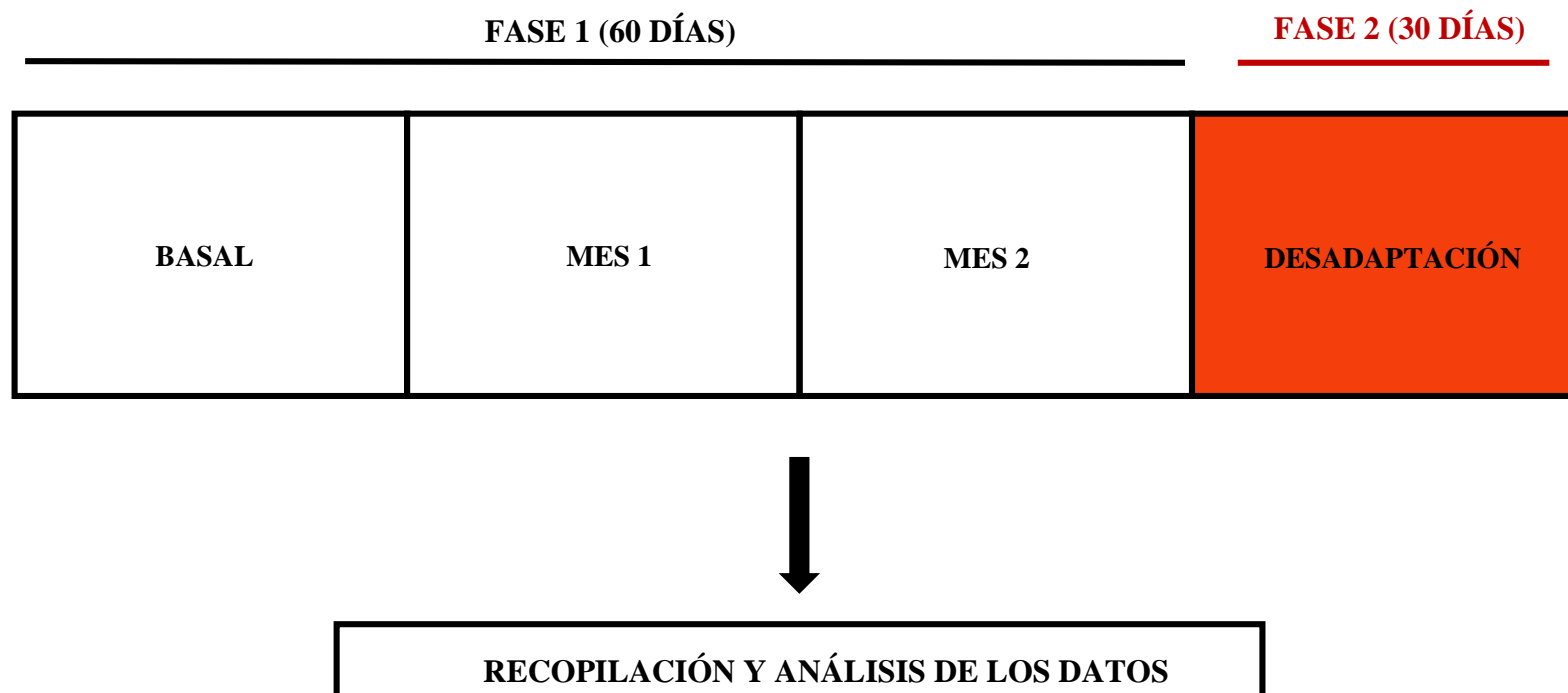 FASE 1 (60 DÍAS)
FASE 2 (30 DÍAS)
BASAL
MES 1
MES 2
DESADAPTACIÓN
RECOPILACIÓN Y ANÁLISIS DE LOS DATOS